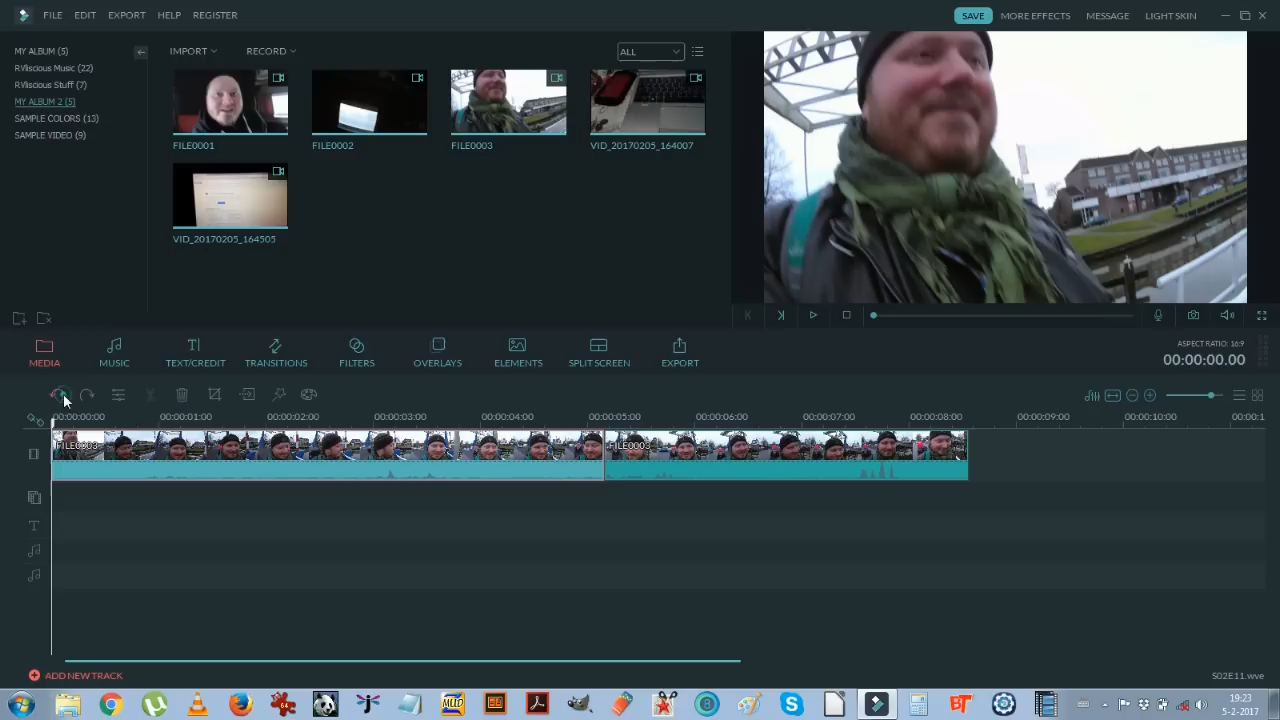 FILE EDIT EXPORT HELP REGISTER SAVE MORE EFFECTS MESSAGE LIGHT SKIN
MY ALBUM (5)
RVliscious Music (22)
RVliscious Stuff (7)
MY ALBUM 2 (5)
SAMPLE COLORS (13)
SAMPLE VIDEO (9)
IMPORT RECORD ALL
FILE0001 FILE0002 FILE0003 VID_20170205_164007
VID_20170205_164505
MEDIA MUSIC TEXT/CREDIT TRANSITIONS FILTERS OVERLAYS ELEMENTS SPLIT SCREEN EXPORT
ASPECT RATIO: 16:9
00:00:00.00
00:00:00:00 00:00:01:00 00:00:02:00 00:00:03:00 00:00:04:00 00:00:05:00 00:00:06:00 00:00:07:00 00:00:08:00 00:00:09:00 00:00:10:00 00:00:1
FILE0003 FILE0003
T
ADD NEW TRACK S02E11.wve
19:23
5-2-2017